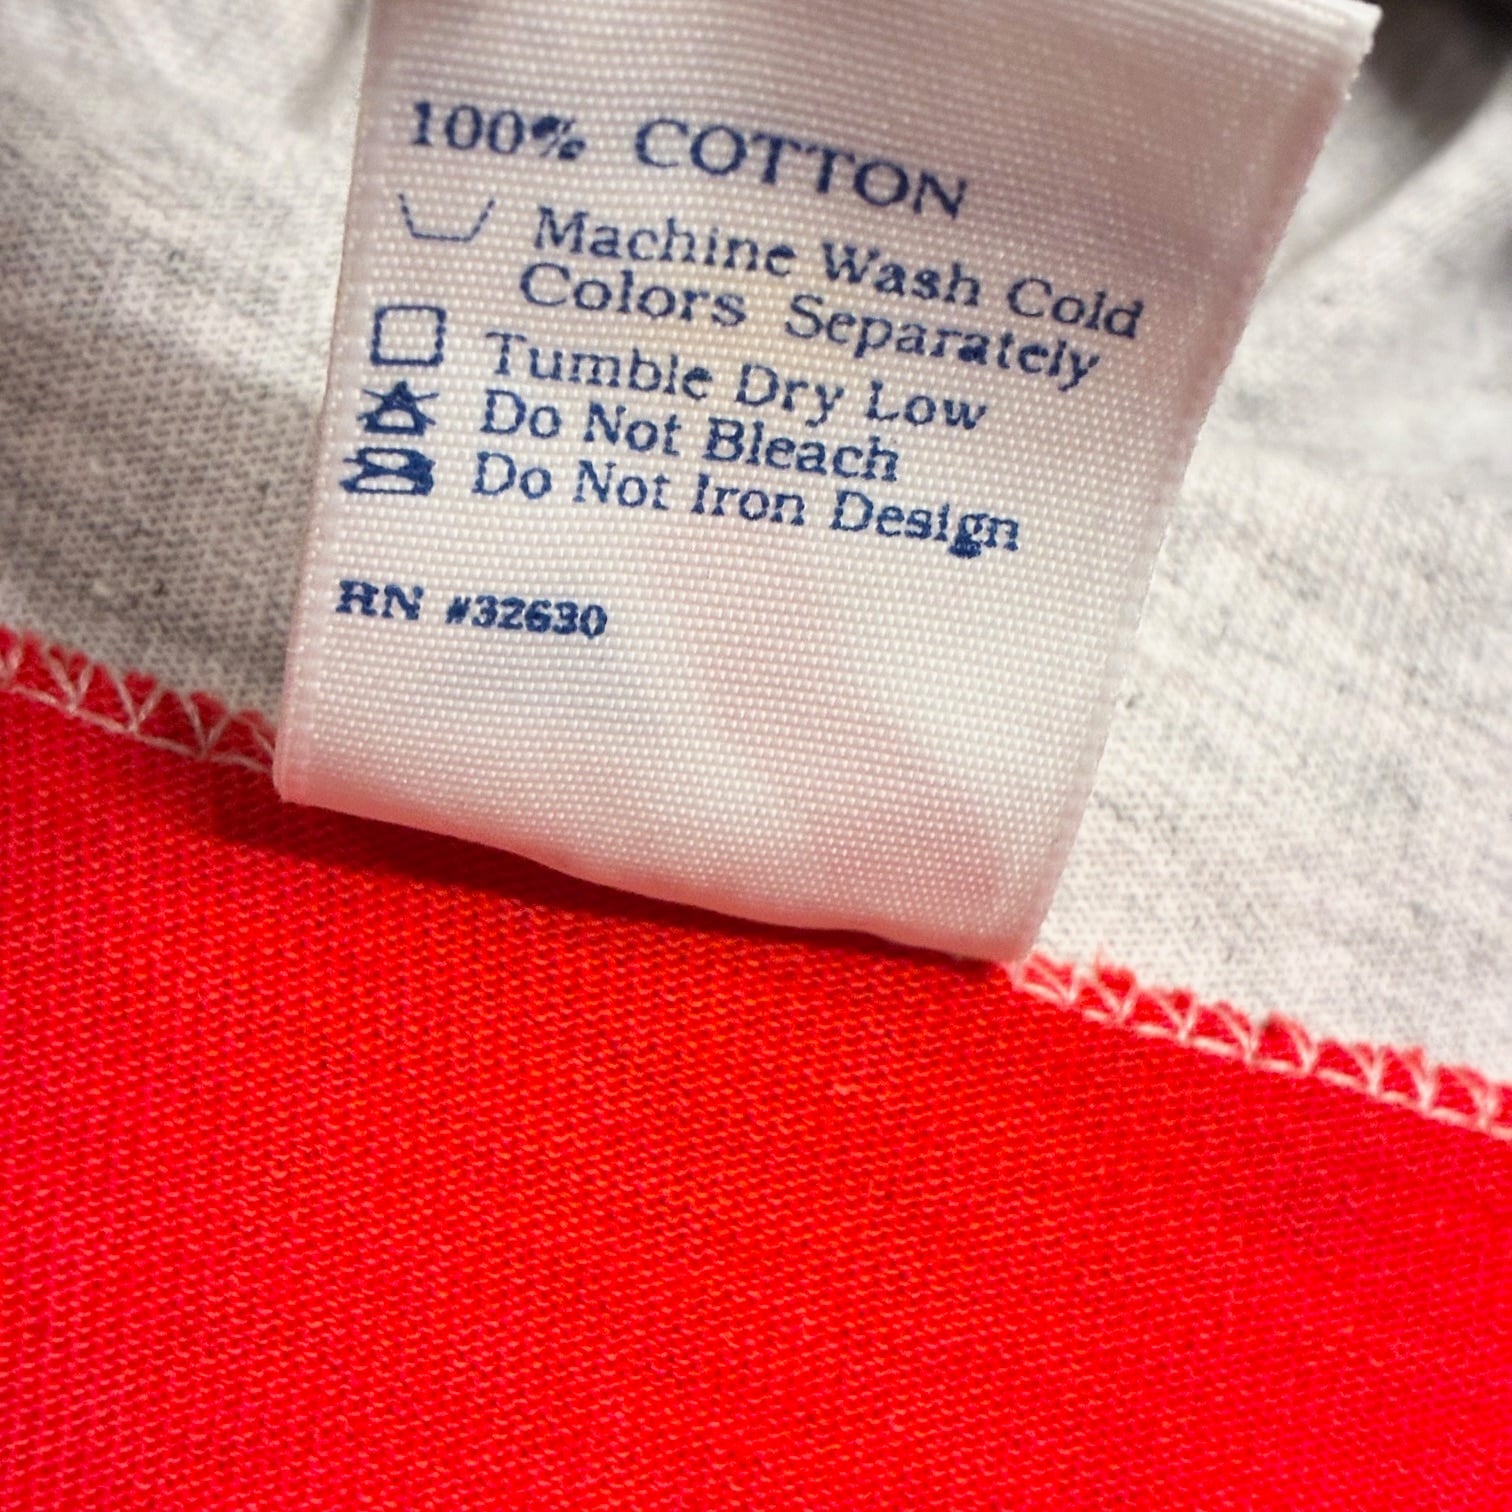 100% COTTON
Machine Wash Cold
Colors Separately
Tumble Dry Low
Do Not Bleach
Do Not Iron Design
RN #32630